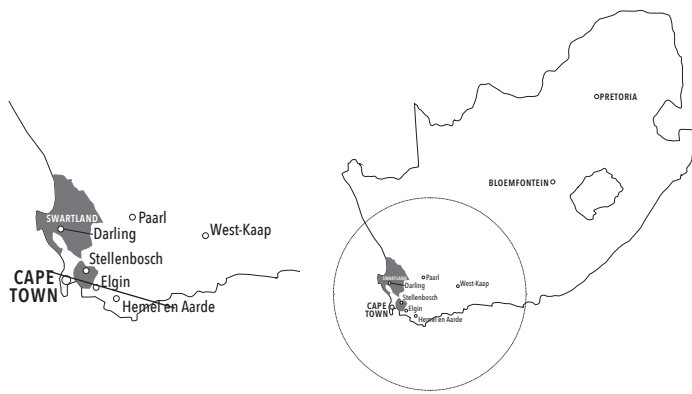 SWARTLAND
Paarl
Darling
West-Kaap
Stellenbosch
CAPE
TOWN
Elgin
Hemel en Aarde
PRETORIA
BLOEMFONTEIN
SWARTLAND
Paarl
Darling
West-Kaap
Stellenbosch
CAPE
TOWN
Elgin
Hemel en Aarde